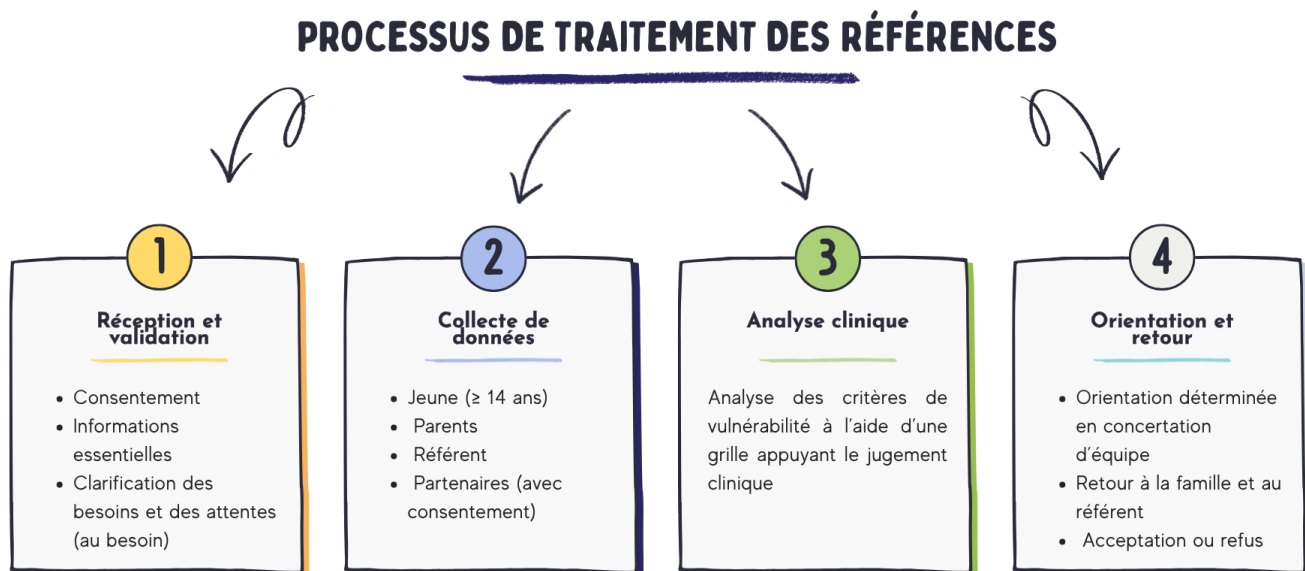 PROCESSUS DE TRAITEMENT DES RÉFÉRENCES
1
Réception et
validation
• Consentement
• Informations
essentielles
• Clarification des
besoins et des attentes
(au besoin)
2
Collecte de
données
• Jeune (≥ 14 ans)
• Parents
• Référent
• Partenaires (avec
consentement)
3
Analyse clinique
Analyse des critères de
vulnérabilité à l'aide d'une
grille appuyant le jugement
clinique
4
Orientation et
retour
• Orientation déterminée
en concertation
d'équipe
• Retour à la famille et au
référent
• Acceptation ou refus